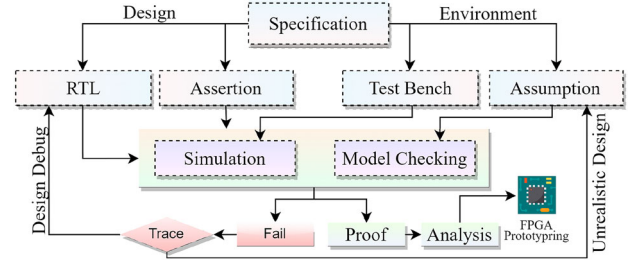 Design
Specification
Environment
RTL
Assertion
Test Bench
Assumption
Simulation
Model Checking
Design Debug
Unrealistic Design
Trace
Fail
Proof
Analysis
FPGA
Prototypring